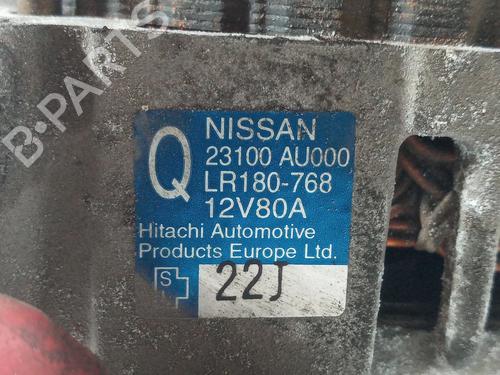 B-PARTS
Q
NISSAN
23100 AU000
LR180-768
12V80A
Hitachi Automotive
Products Europe Ltd.
S
22J